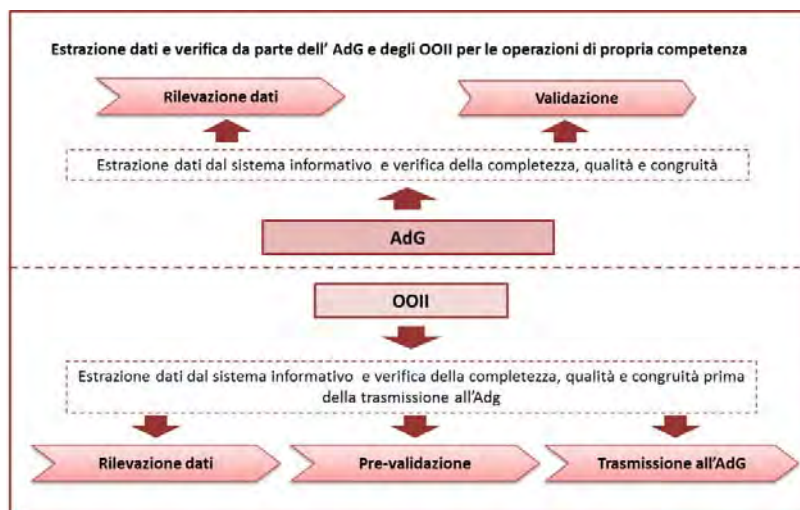 Estrazione dati e verifica da parte dell' AdG e degli OOII per le operazioni di propria competenza
Rilevazione dati
Validazione
Estrazione dati dal sistema informativo e verifica della completezza, qualità e congruità
AdG
OOII
Estrazione dati dal sistema informativo e verifica della completezza, qualità e congruità prima
della trasmissione all'Adg
Rilevazione dati
Pre-validazione
Trasmissione all'AdG